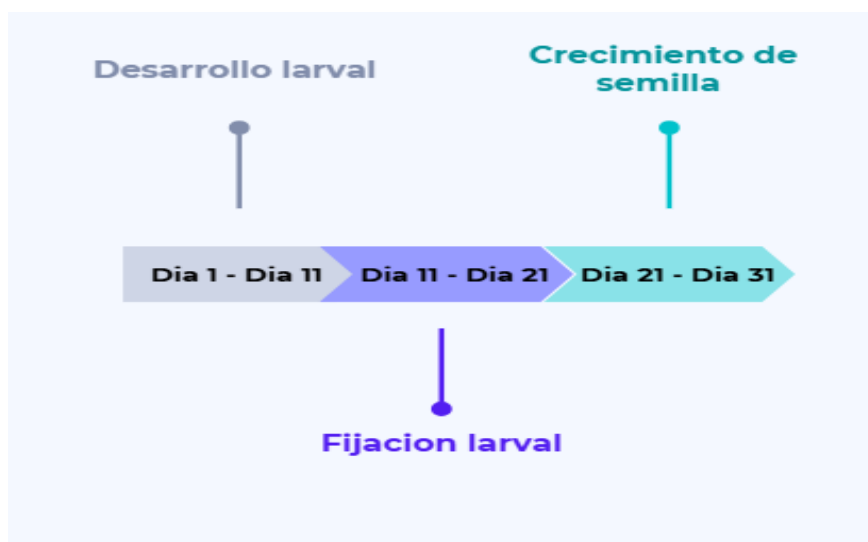 Desarrollo larval
Crecimiento de
semilla
Dia 1 - Dia 11
Dia 11 - Dia 21
Dia 21 - Dia 31
Fijacion larval